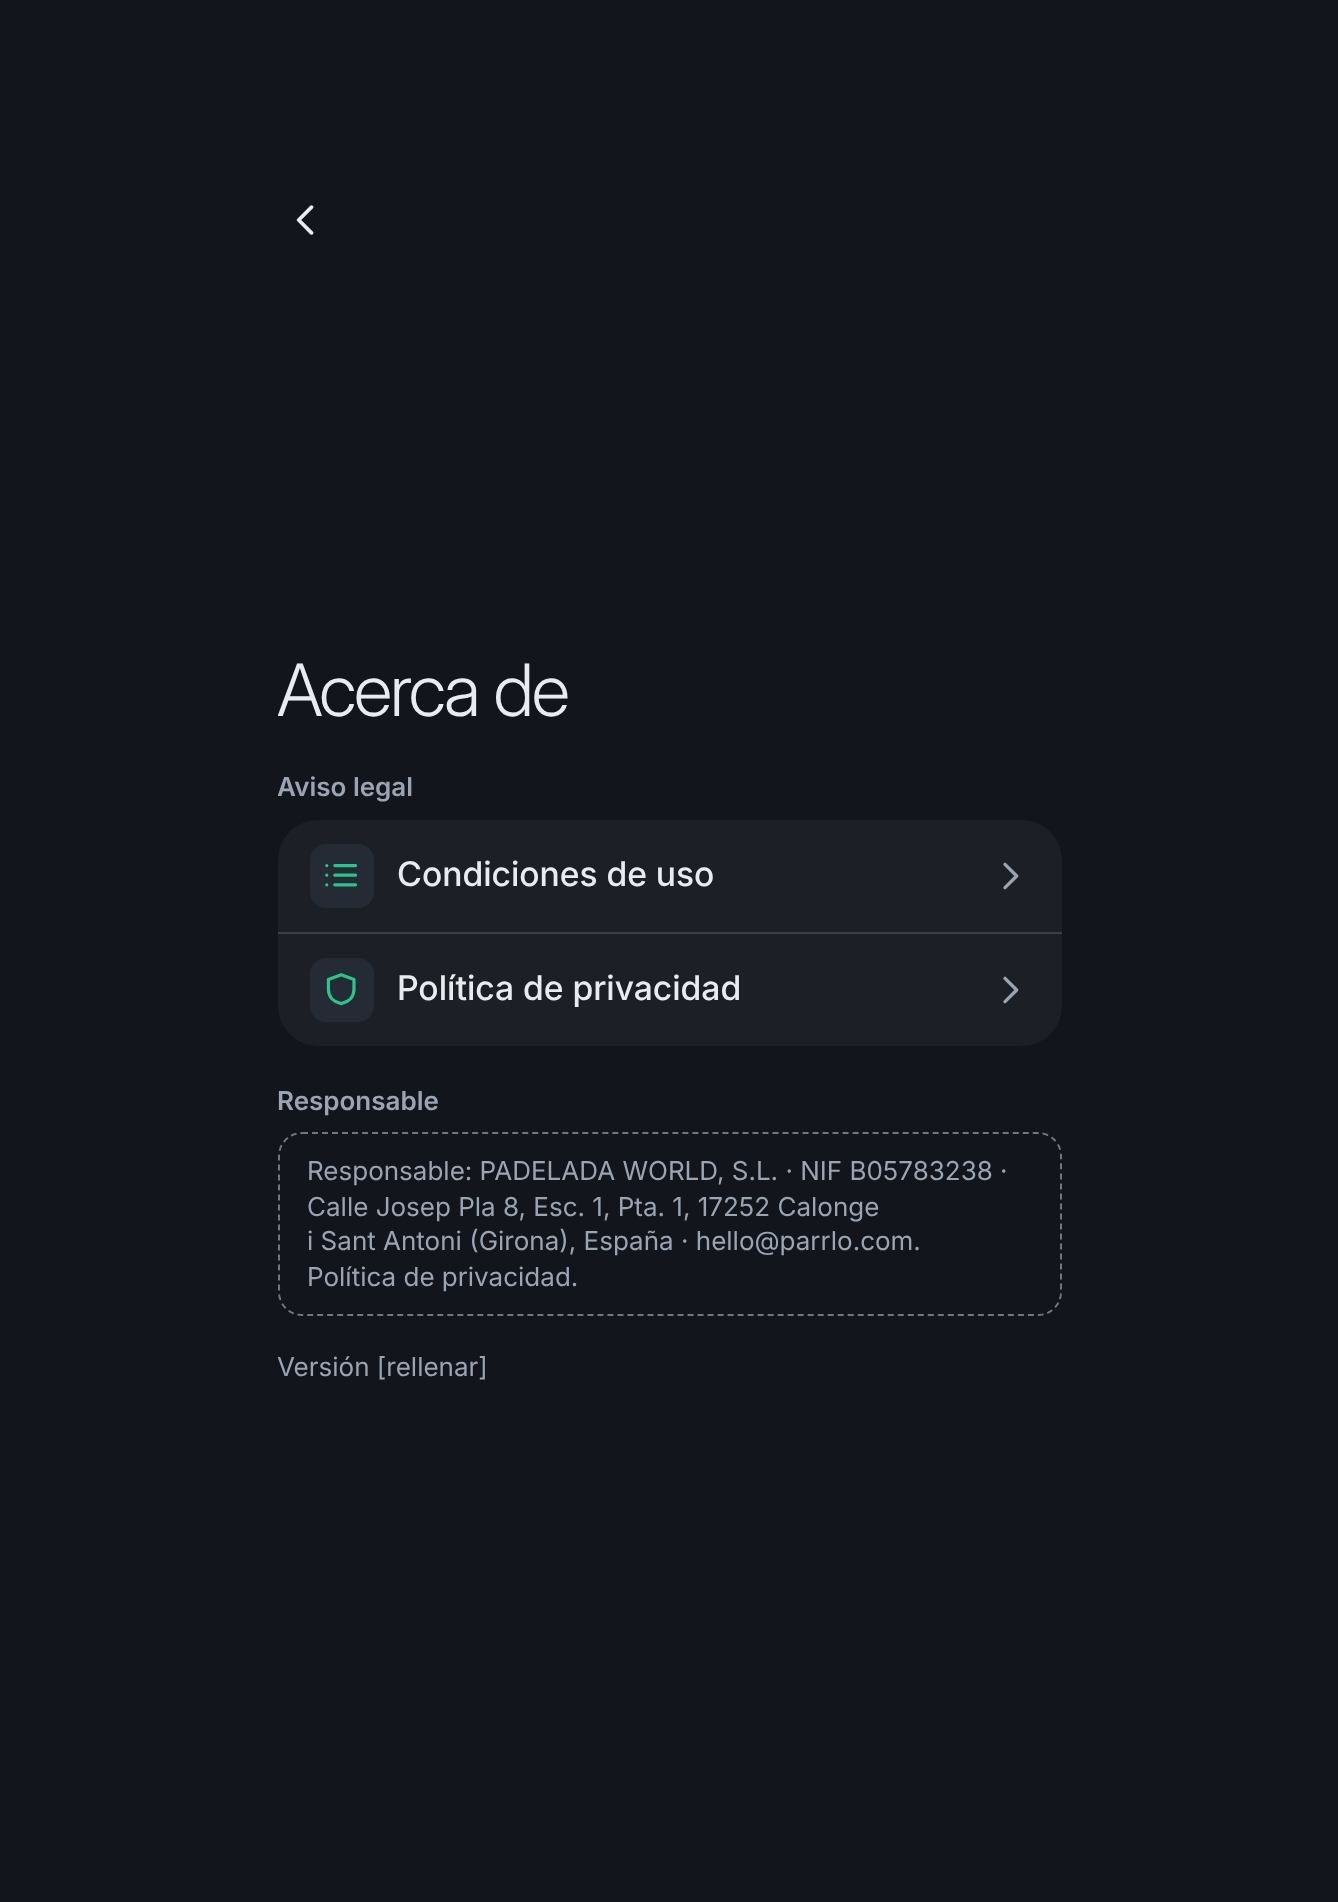 Acerca de
Aviso legal
Condiciones de uso
Política de privacidad
Responsable
Responsable: PADELADA WORLD, S.L. · NIF B05783238 ·
Calle Josep Pla 8, Esc. 1, Pta. 1, 17252 Calonge
i Sant Antoni (Girona), España · hello@parrlo.com.
Política de privacidad.
Versión [rellenar]